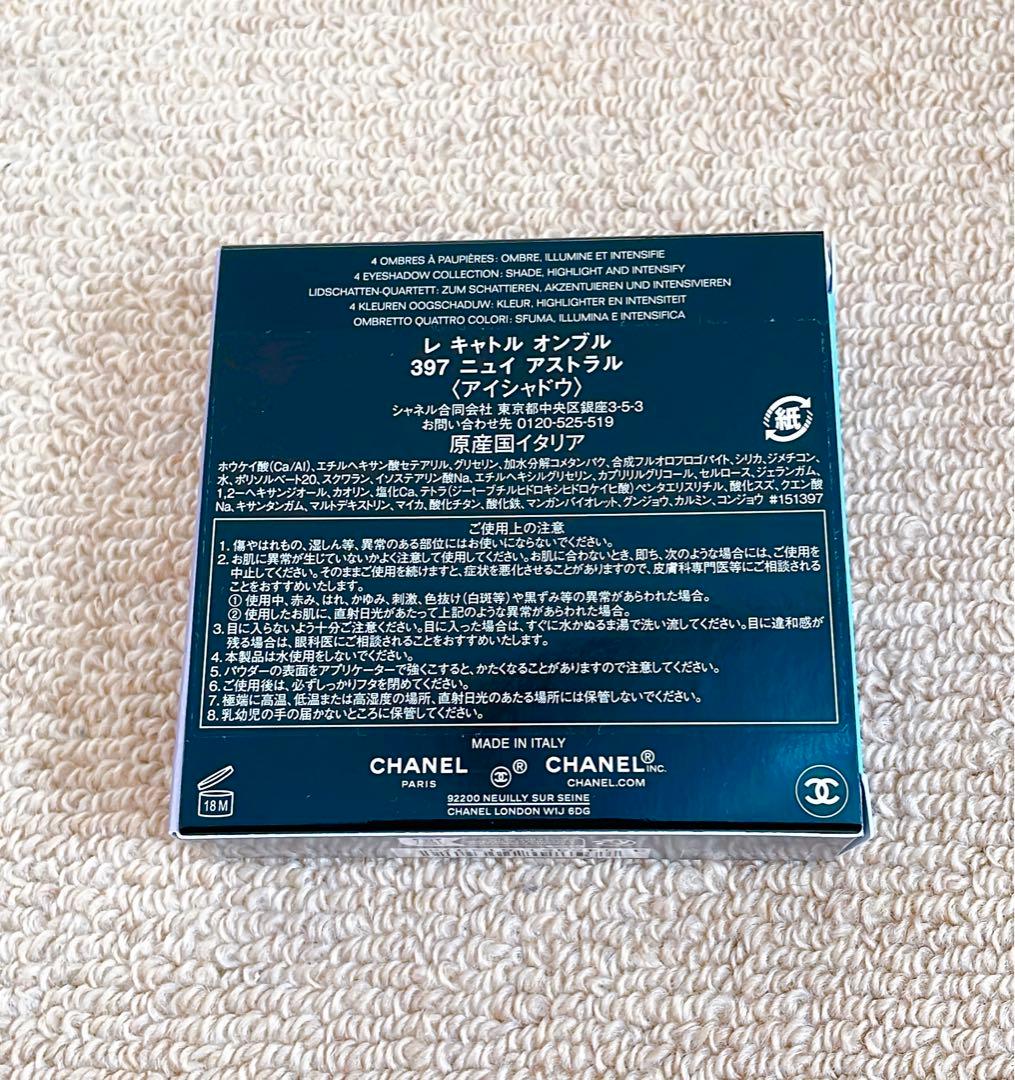 4 OMBRES À PAUPIÈRES: OMBRE, ILLUMINE ET INTENSIFIE
4 EYESHADOW COLLECTION: SHADE, HIGHLIGHT AND INTENSIFY
LIDSCHATTEN-QUARTETT: ZUM SCHATTIEREN, AKZENTUIEREN UND INTENSIVIEREN
4 KLEUREN OOGSCHADUW: KLEUR, HIGHLIGHTER EN INTENSITEIT
OMBRETTO QUATTRO COLORI: SFUMA, ILLUMINA E INTENSIFICA
レ キャトル オンブル
397 ニュイ アストラル
〈アイシャドウ〉
シャネル合同会社 東京都中央区銀座3-5-3
お問い合わせ先 0120-525-519
原産国イタリア
紙
ホウケイ酸(Ca/Al)、エチルヘキサン酸セテアリル、グリセリン、加水分解コメタンパク、合成フルオロフロゴパイト、シリカ、ジメチコン、
水、ポリソルベート20、スクワラン、イソステアリン酸Na、エチルヘキシルグリセリン、カプリリルグリコール、セルロース、ジェランガム、
1,2-ヘキサンジオール、カオリン、塩化Ca、テトラ(ジ-t-ブチルヒドロキシヒドロケイヒ酸)ペンタエリスリチル、酸化スズ、クエン酸
Na、キサンタンガム、マルトデキストリン、マイカ、酸化チタン、酸化鉄、マンガンバイオレット、グンジョウ、カルミン、コンジョウ #151397
ご使用上の注意
1. 傷やはれもの、湿しん等、異常のある部位にはお使いにならないでください。
2. お肌に異常が生じていないかよく注意して使用してください。お肌に合わないとき、即ち、次のような場合には、ご使用を
中止してください。そのままご使用を続けますと、症状を悪化させることがありますので、皮膚科専門医等にご相談される
ことをおすすめいたします。
① 使用中、赤み、はれ、かゆみ、刺激、色抜け(白斑等)や黒ずみ等の異常があらわれた場合。
② 使用したお肌に、直射日光があたって上記のような異常があらわれた場合。
3. 目に入らないよう十分ご注意ください。目に入った場合は、すぐに水かぬるま湯で洗い流してください。目に違和感が
残る場合は、眼科医にご相談されることをおすすめいたします。
4. 本製品は水使用をしないでください。
5. パウダーの表面をアプリケーターで強くこすると、かたくなることがありますので注意してください。
6. ご使用後は、必ずしっかりフタを閉めてください。
7. 極端に高温、低温または高湿度の場所、直射日光のあたる場所には保管しないでください。
8. 乳幼児の手の届かないところに保管してください。
MADE IN ITALY
CHANEL ® CHANEL® INC.
PARIS CHANEL.COM
92200 NEUILLY SUR SEINE
CHANEL LONDON W1J 6DG
18 M